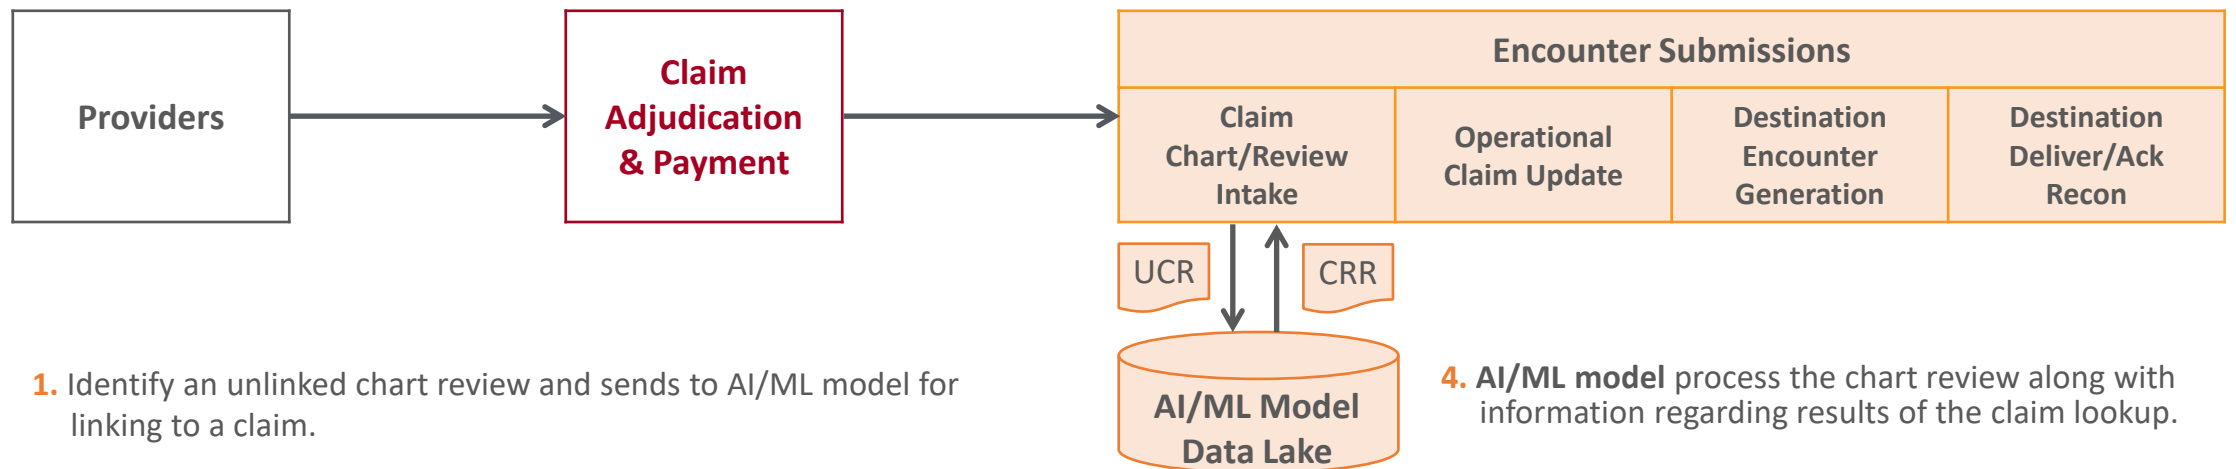 Providers
Claim
Adjudication
& Payment
Encounter Submissions
Claim
Chart/Review
Intake
Operational
Claim Update
Destination
Encounter
Generation
Destination
Deliver/Ack
Recon
UCR
CRR
AI/ML Model
Data Lake
1. Identify an unlinked chart review and sends to AI/ML model for
linking to a claim.
4. AI/ML model process the chart review along with
information regarding results of the claim lookup.